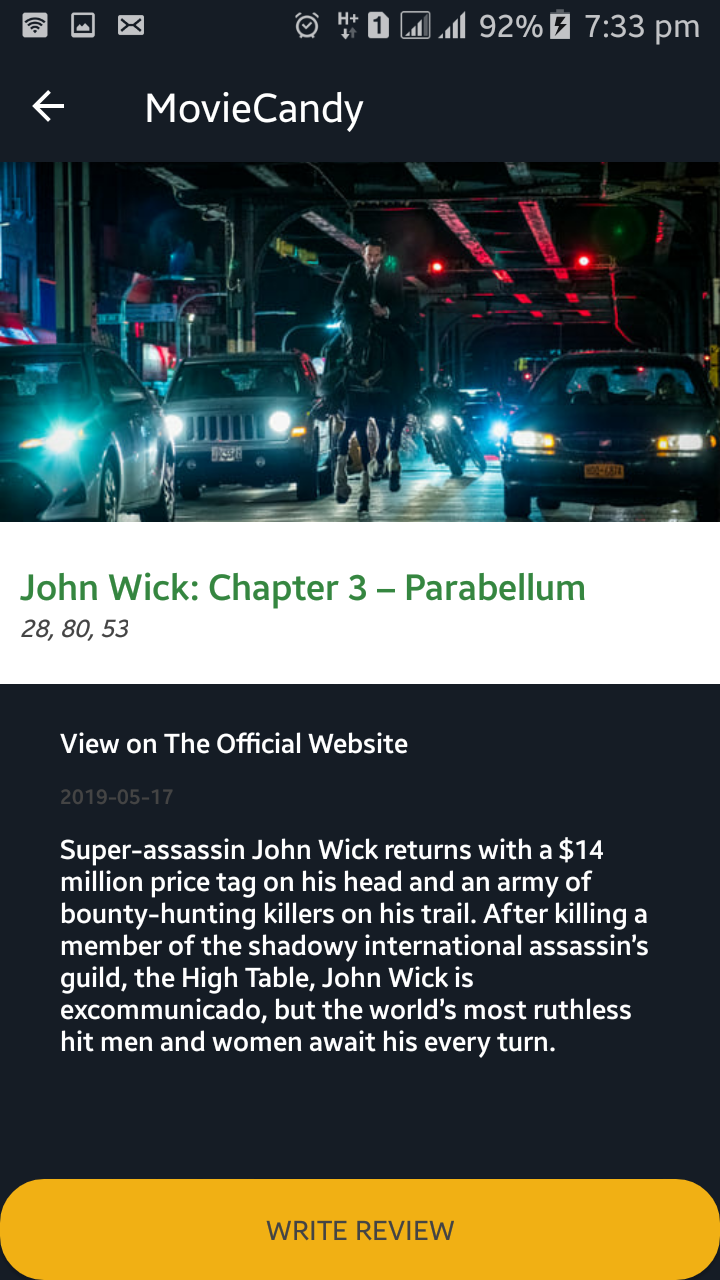 H+ 1 92% 7:33 pm
MovieCandy
John Wick: Chapter 3 – Parabellum
28, 80, 53
View on The Official Website
2019-05-17
Super-assassin John Wick returns with a $14
million price tag on his head and an army of
bounty-hunting killers on his trail. After killing a
member of the shadowy international assassin’s
guild, the High Table, John Wick is
excommunicado, but the world’s most ruthless
hit men and women await his every turn.
WRITE REVIEW